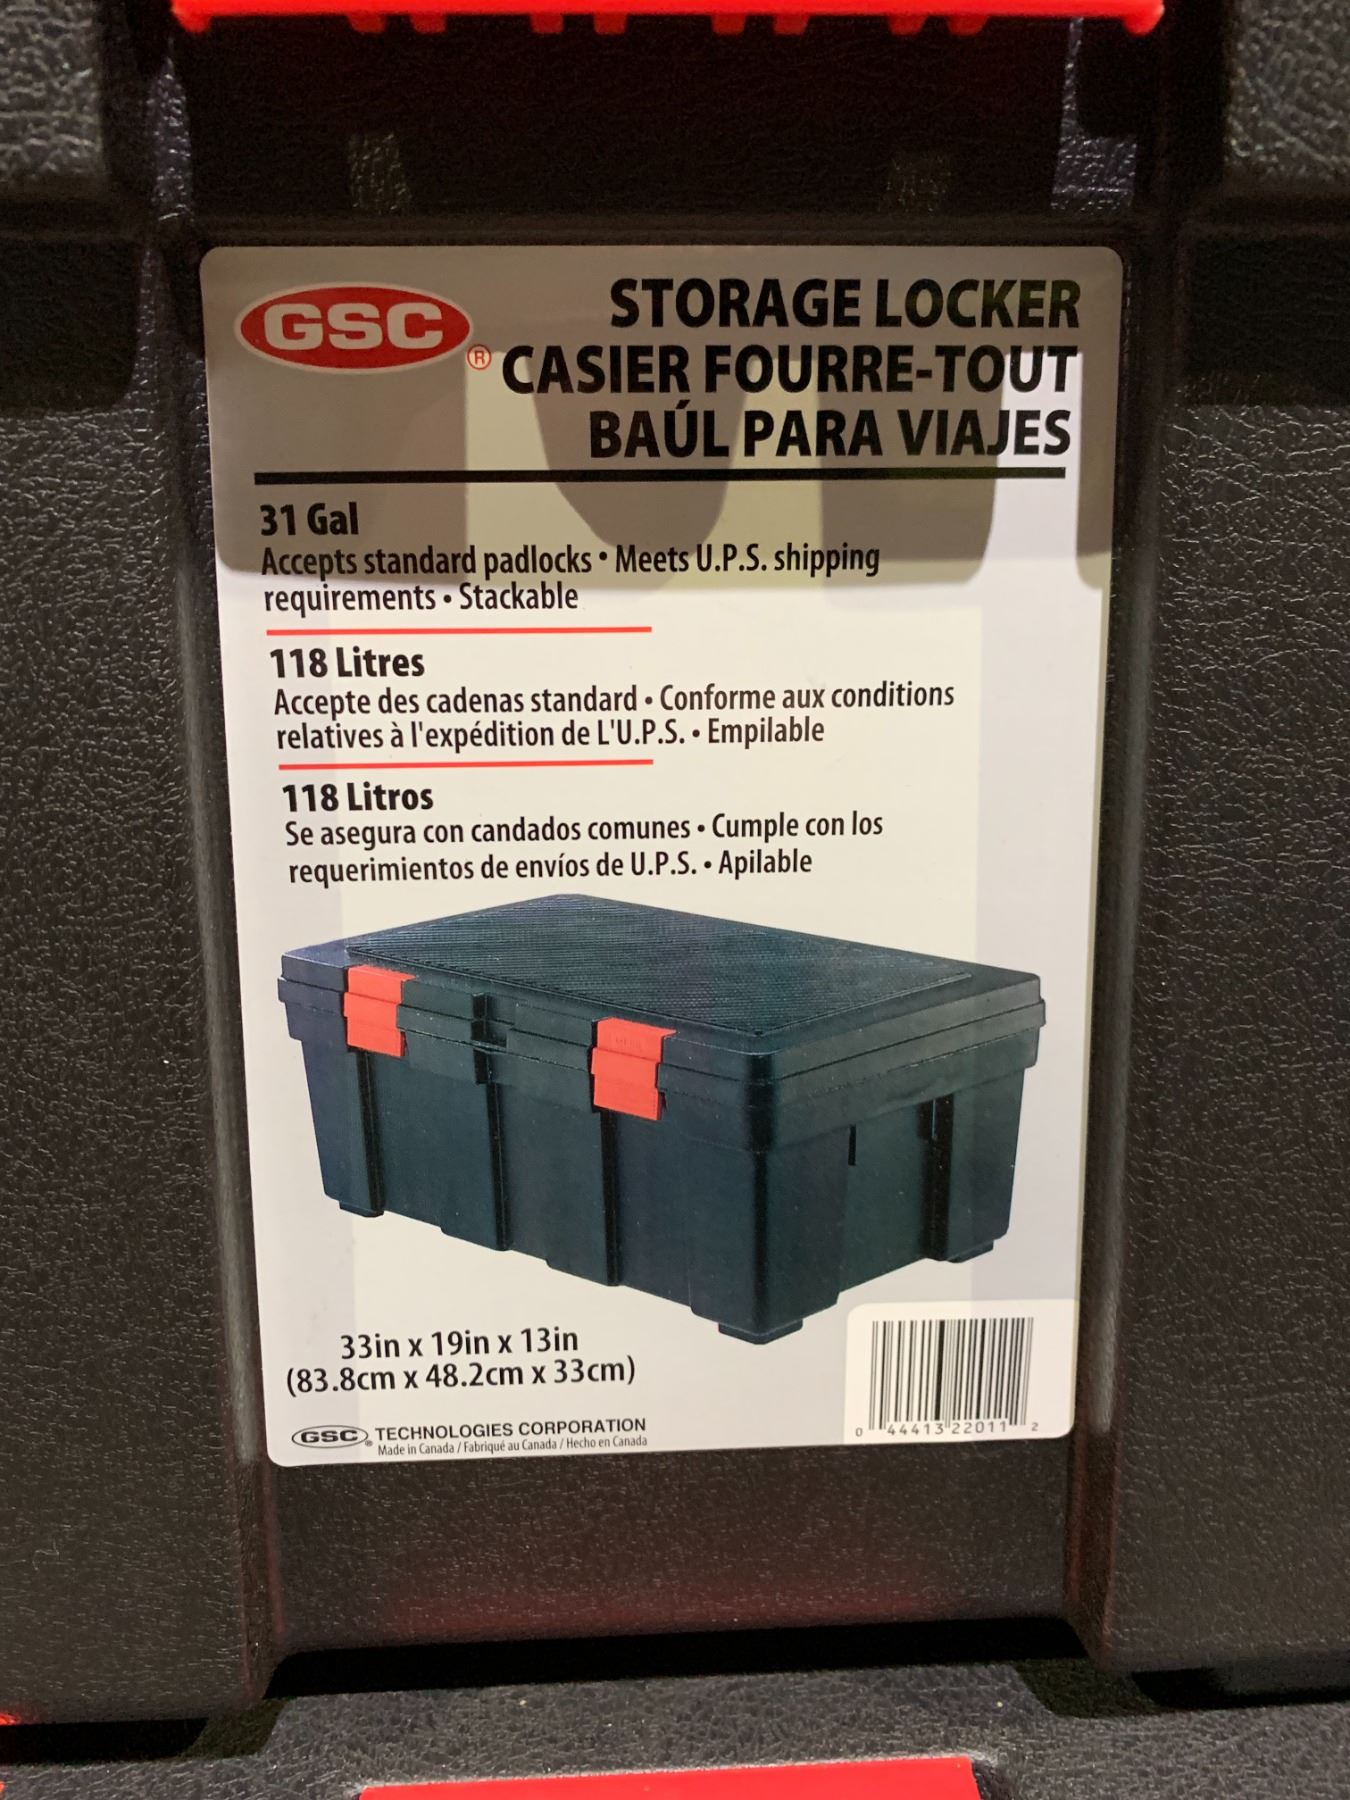 GSC ®
STORAGE LOCKER
CASIER FOURRE-TOUT
BAÚL PARA VIAJES
31 Gal
Accepts standard padlocks • Meets U.P.S. shipping
requirements • Stackable
118 Litres
Accepte des cadenas standard • Conforme aux conditions
relatives à l'expédition de L'U.P.S. • Empilable
118 Litros
Se asegura con candados comunes • Cumple con los
requerimientos de envíos de U.P.S. • Apilable
33in x 19in x 13in
(83.8cm x 48.2cm x 33cm)
GSC ® TECHNOLOGIES CORPORATION
Made in Canada / Fabriqué au Canada / Hecho en Canada
0 44413 22011 2